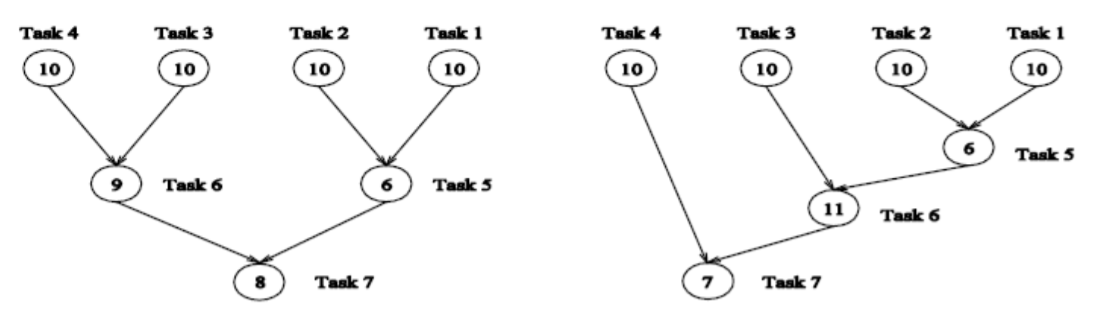 Task 4 Task 3 Task 2 Task 1 Task 4 Task 3 Task 2 Task 1
10 10 10 10 10 10 10 10
6 Task 5
9 Task 6 6 Task 5
11 Task 6
8 Task 7 7 Task 7